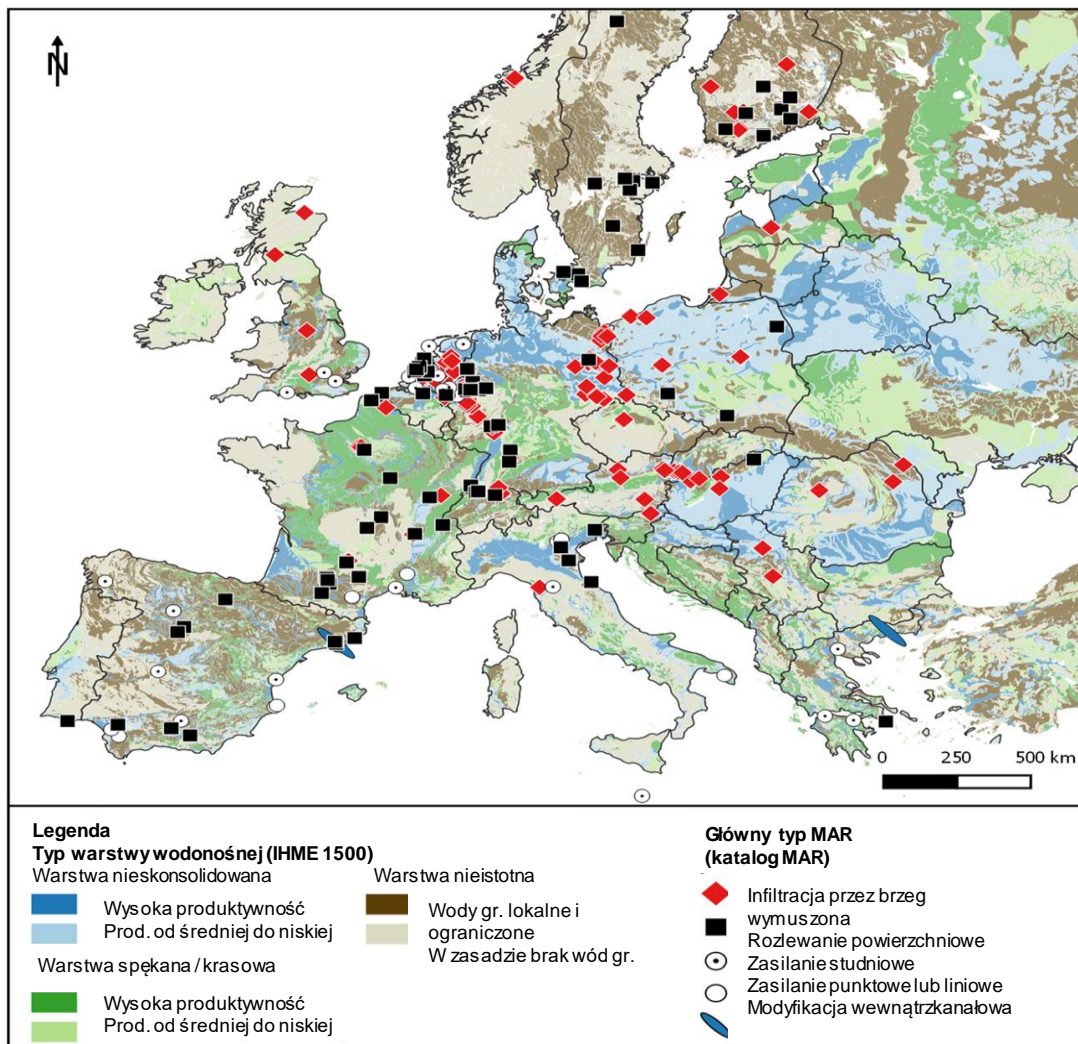 N
0 250 500 km
Legenda
Typ warstwy wodonośnej (IHME 1500)
Warstwa nieskonsolidowana
Wysoka produktywność
Prod. od średniej do niskiej
Warstwa spękana / krasowa
Wysoka produktywność
Prod. od średniej do niskiej
Warstwa nieistotna
Wody gr. lokalne i
ograniczone
W zasadzie brak wód gr.
Główny typ MAR
(katalog MAR)
Infiltracja przez brzeg
wymuszona
Rozlewanie powierzchniowe
Zasilanie studniowe
Zasilanie punktowe lub liniowe
Modyfikacja wewnątrzkanałowa